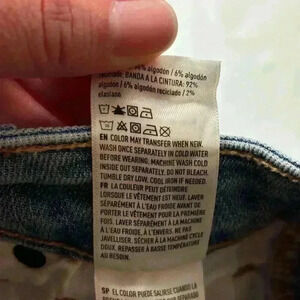 algodón / 6% algodón
BANDA A LA CINTURA: 92%
algodón / 6% algodón reciclado / 2%
elastano
EN COLOR MAY TRANSFER WHEN NEW.
WASH ONCE SEPARATELY IN COLD WATER
BEFORE WEARING. MACHINE WASH COLD
INSIDE OUT SEPARATELY. DO NOT BLEACH.
TUMBLE DRY LOW. COOL IRON IF NEEDED.
FR LA COULEUR PEUT DÉTEINDRE
LORSQUE LE VÊTEMENT EST NEUF. LAVER
SÉPARÉMENT À L'EAU FROIDE AVANT DE
PORTER LE VÊTEMENT POUR LA PREMIÈRE
FOIS. LAVER SÉPARÉMENT À LA MACHINE
À L'EAU FROIDE, À L'ENVERS. NE PAS
JAVELLISER. SÉCHER À LA MACHINE CYCLE
DOUX. REPASSER À BASSE TEMPÉRATURE
AU BESOIN.
SP EL COLOR PUEDE SALIRSE CUANDO LA